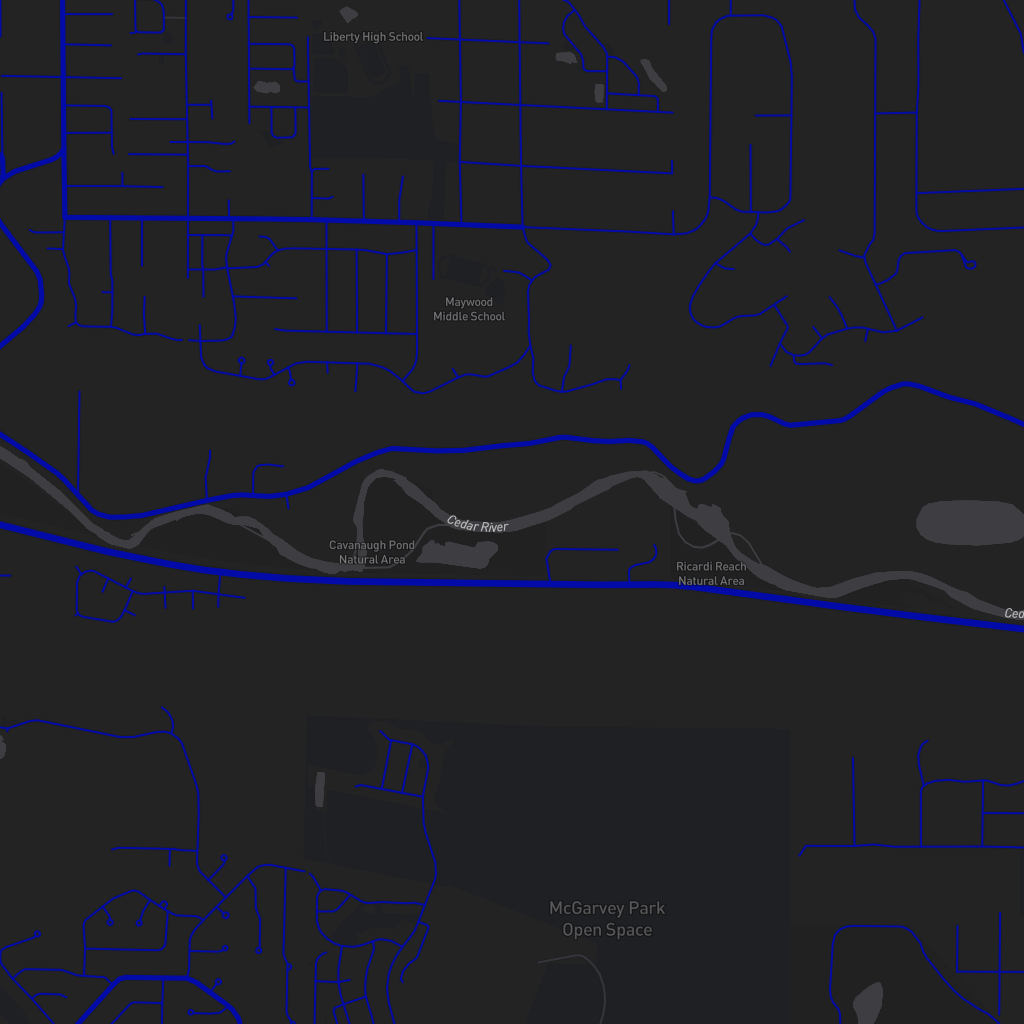 Liberty High School
Maywood
Middle School
Cedar River
Cavanaugh Pond
Natural Area
Ricardi Reach
Natural Area
Ced
McGarvey Park
Open Space